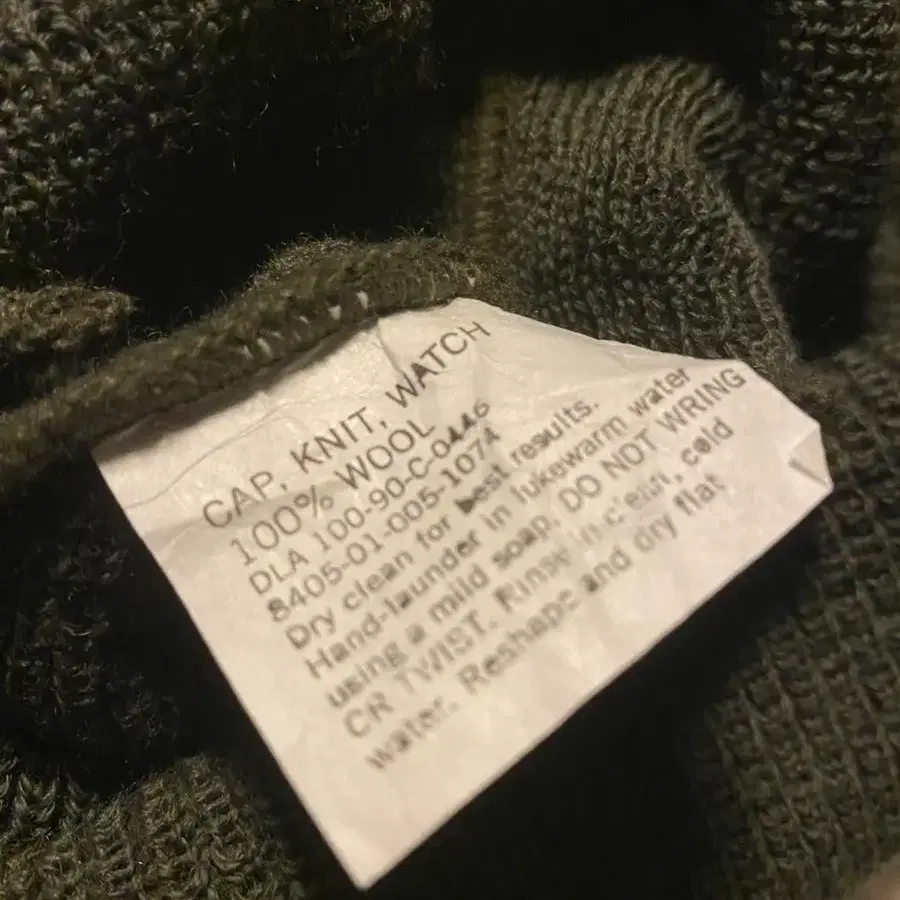 CAP, KNIT, WATCH
100% WOOL
DLA 100-90-C-0446
8405-01-005-1074
Dry clean for best results.
Hand-launder in lukewarm water
using a mild soap. DO NOT WRING
CR TWIST. Rinse in clean, cold
water. Reshape and dry flat